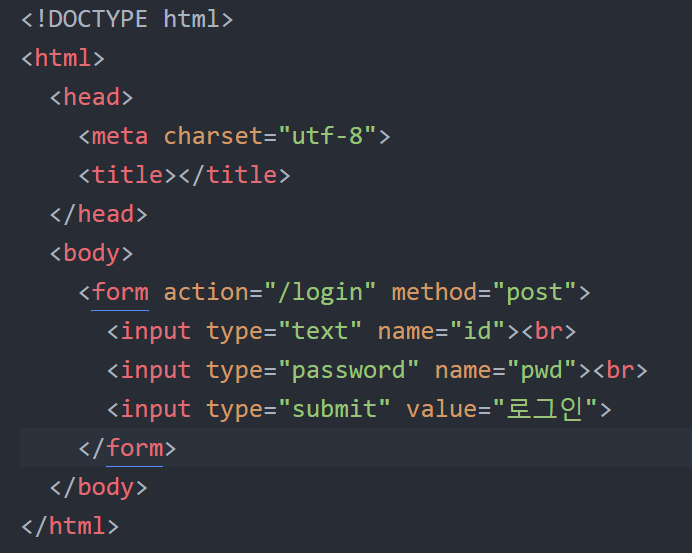 <!DOCTYPE html>
<html>
<head>
<meta charset="utf-8">
<title></title>
</head>
<body>
<form action="/login" method="post">
<input type="text" name="id"><br>
<input type="password" name="pwd"><br>
<input type="submit" value="로그인">
</form>
</body>
</html>